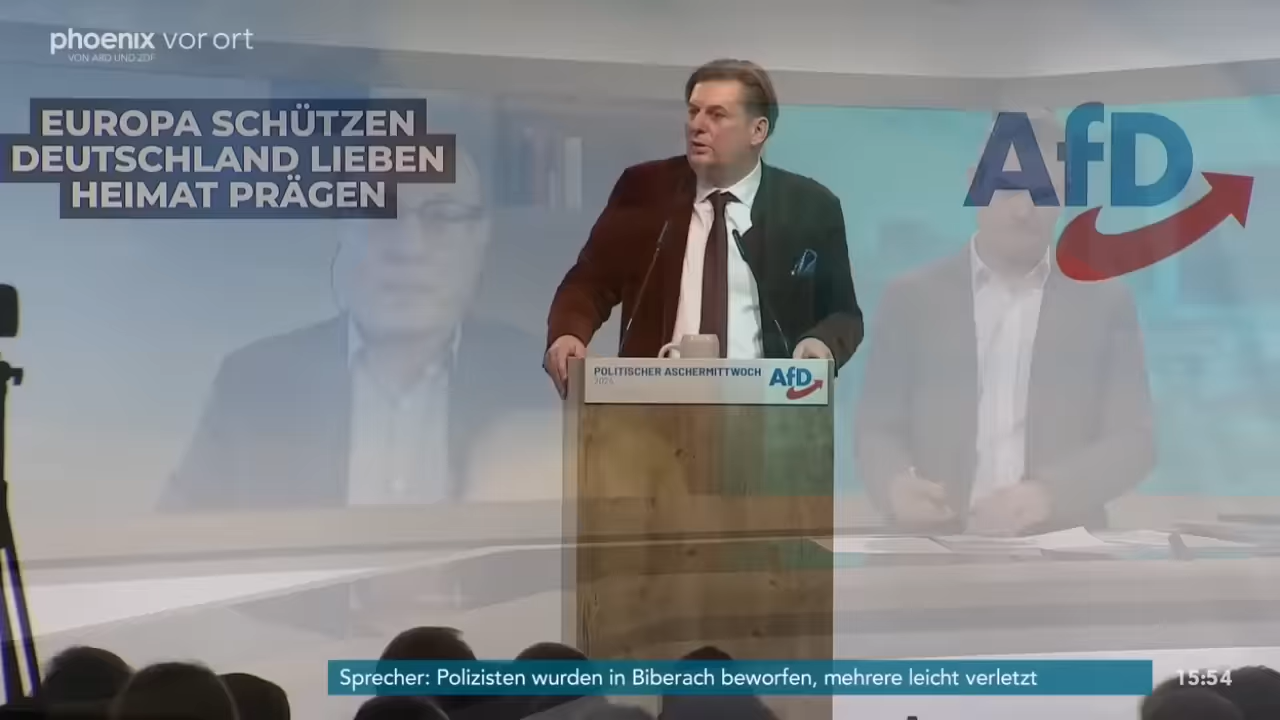 phoenix vor ort
VON ARD UND ZDF
EUROPA SCHÜTZEN
DEUTSCHLAND LIEBEN
HEIMAT PRÄGEN
AfD
POLITISCHER ASCHERMITTWOCH
AfD
Sprecher: Polizisten wurden in Biberach beworfen, mehrere leicht verletzt
15:54